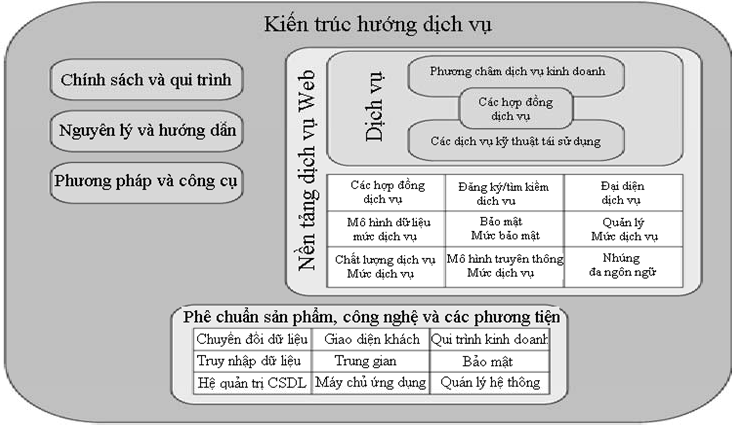 Kiến trúc hướng dịch vụ
Chính sách và qui trình
Nguyên lý và hướng dẫn
Phương pháp và công cụ
Nền tảng dịch vụ Web
Dịch vụ
Phương châm dịch vụ kinh doanh
Các hợp đồng
dịch vụ
Các dịch vụ kỹ thuật tái sử dụng
Các hợp đồng
dịch vụ
Đăng ký/tìm kiếm
dịch vụ
Đại diện
dịch vụ
Mô hình dữ liệu
mức dịch vụ
Bảo mật
Mức bảo mật
Quản lý
Mức dịch vụ
Chất lượng dịch vụ
Mức dịch vụ
Mô hình truyền thông
Mức dịch vụ
Nhúng
đa ngôn ngữ
Phê chuẩn sản phẩm, công nghệ và các phương tiện
Chuyển đổi dữ liệu
Giao diện khách
Qui trình kinh doanh
Truy nhập dữ liệu
Trung gian
Bảo mật
Hệ quản trị CSDL
Máy chủ ứng dụng
Quản lý hệ thống